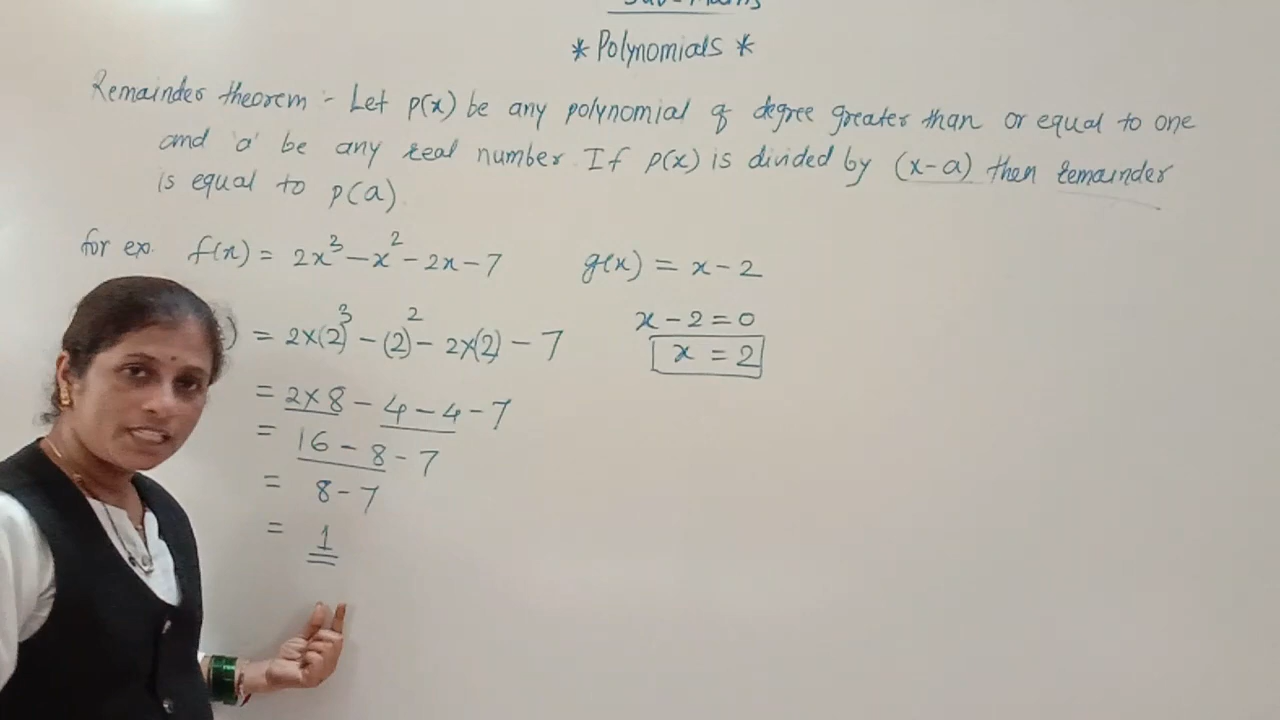 * Polynomials *
Remainder theorem :- Let p(x) be any polynomial of degree greater than or equal to one
and 'a' be any real number. If p(x) is divided by (x-a) then remainder
is equal to p(a).
for ex. f(x) = 2x³ - x² - 2x - 7 g(x) = x - 2
) = 2×(2)³ - (2)² - 2×(2) - 7 x - 2 = 0
x = 2
= 2×8 - 4 - 4 - 7
= 16 - 8 - 7
= 8 - 7
= 1